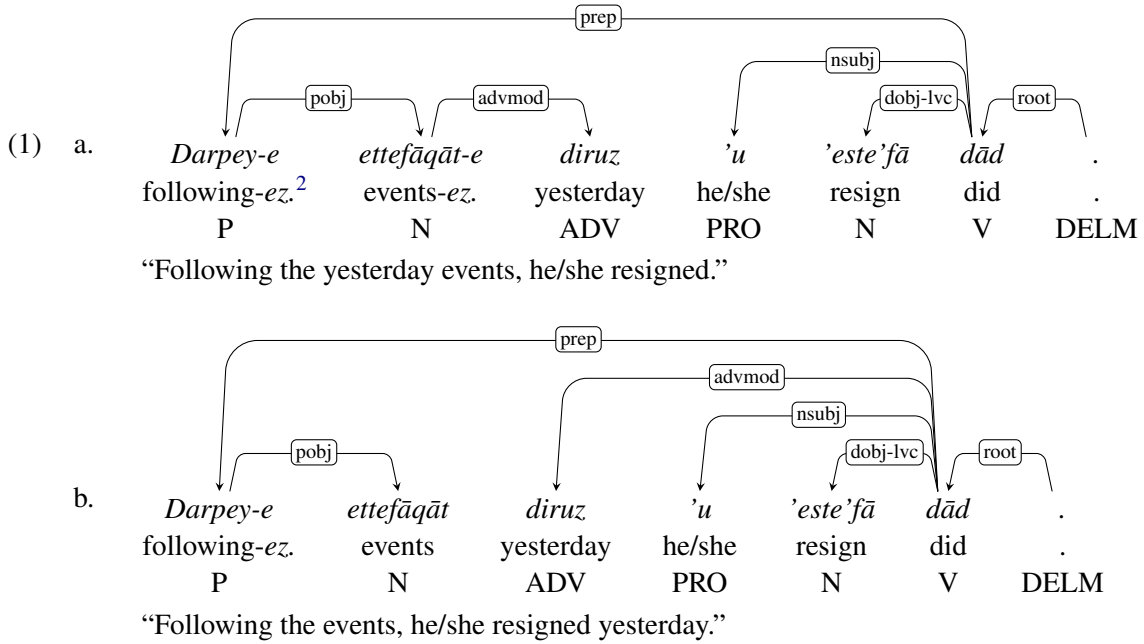 prep
nsubj
pobj advmod dobj-lvc root
(1) a. Darpey-e ettefāqāt-e diruz 'u 'este'fā dād .
following-ez.2 events-ez. yesterday he/she resign did .
P N ADV PRO N V DELM
“Following the yesterday events, he/she resigned.”
prep
advmod
nsubj
pobj dobj-lvc root
b. Darpey-e ettefāqāt diruz 'u 'este'fā dād .
following-ez. events yesterday he/she resign did .
P N ADV PRO N V DELM
“Following the events, he/she resigned yesterday.”